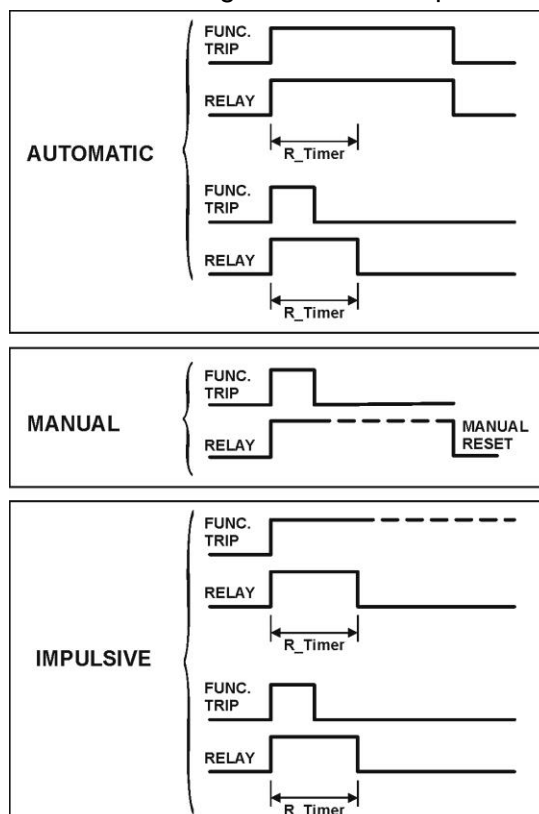 FUNC.
TRIP
RELAY
R_Timer
AUTOMATIC
FUNC.
TRIP
RELAY
R_Timer
FUNC.
TRIP
MANUAL
RELAY
MANUAL
RESET
FUNC.
TRIP
RELAY
R_Timer
IMPULSIVE
FUNC.
TRIP
RELAY
R_Timer